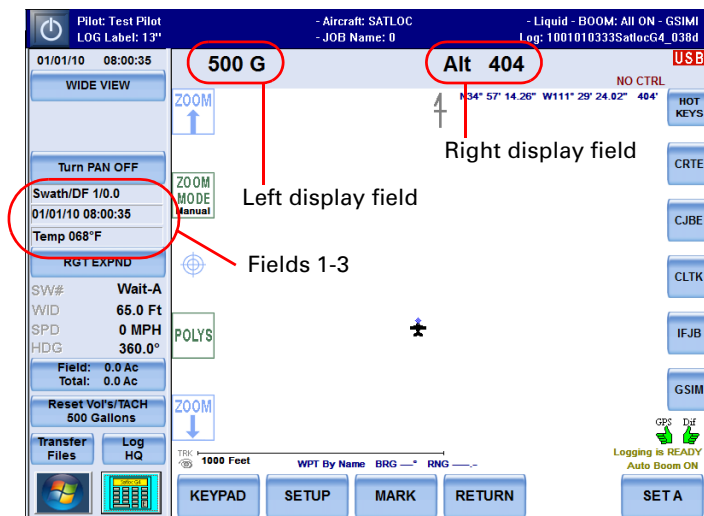 Pilot: Test Pilot
LOG Label: 13"
- Aircraft: SATLOC
- JOB Name: 0
- Liquid - BOOM: All ON - GSIMI
Log: 1001010333SatlocG4_038d
01/01/10 08:00:35
500 G
Alt 404
USB
NO CTRL
WIDE VIEW
ZOOM
N34° 57' 14.26" W111° 29' 24.02" 404'
HOT KEYS
Right display field
Turn PAN OFF
CRTE
ZOOM
MODE
Manual
Left display field
Swath/DF 1/0.0
01/01/10 08:00:35
Temp 068°F
CJBE
RGT EXPND
Fields 1-3
CLTK
SW# Wait-A
WID 65.0 Ft
SPD 0 MPH
HDG 360.0°
POLYS
IFJB
Field: 0.0 Ac
Total: 0.0 Ac
GSIM
Reset Vol's/TACH
500 Gallons
ZOOM
GPS Dif
Transfer Files
Log HQ
Logging is READY
Auto Boom ON
TRK
1000 Feet
WPT By Name BRG —-° RNG ——.-
Satloc G4
KEYPAD
SETUP
MARK
RETURN
SET A